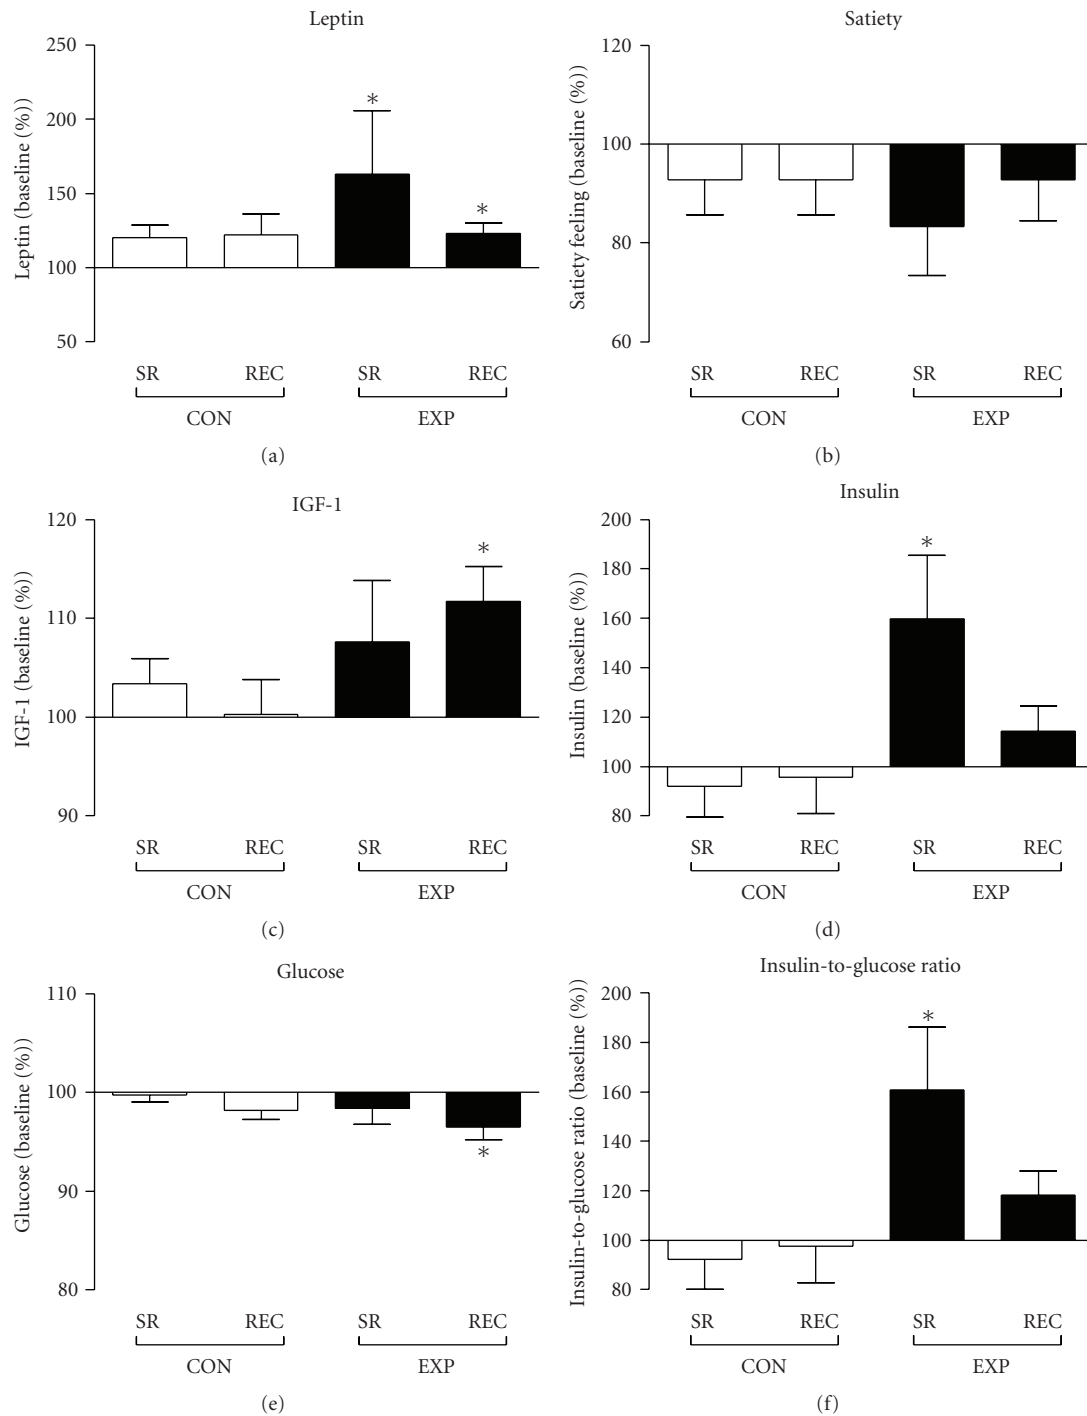 Leptin
Leptin (baseline (%))
250
200
150
100
50
*
*
SR REC SR REC
CON EXP
(a)
Satiety
Satiety feeling (baseline (%))
120
100
80
60
SR REC SR REC
CON EXP
(b)
IGF-1
IGF-1 (baseline (%))
120
110
100
90
*
SR REC SR REC
CON EXP
(c)
Insulin
Insulin (baseline (%))
200
180
160
140
120
100
80
*
SR REC SR REC
CON EXP
(d)
Glucose
Glucose (baseline (%))
110
100
90
80
*
SR REC SR REC
CON EXP
(e)
Insulin-to-glucose ratio
Insulin-to-glucose ratio (baseline (%))
200
180
160
140
120
100
80
*
SR REC SR REC
CON EXP
(f)